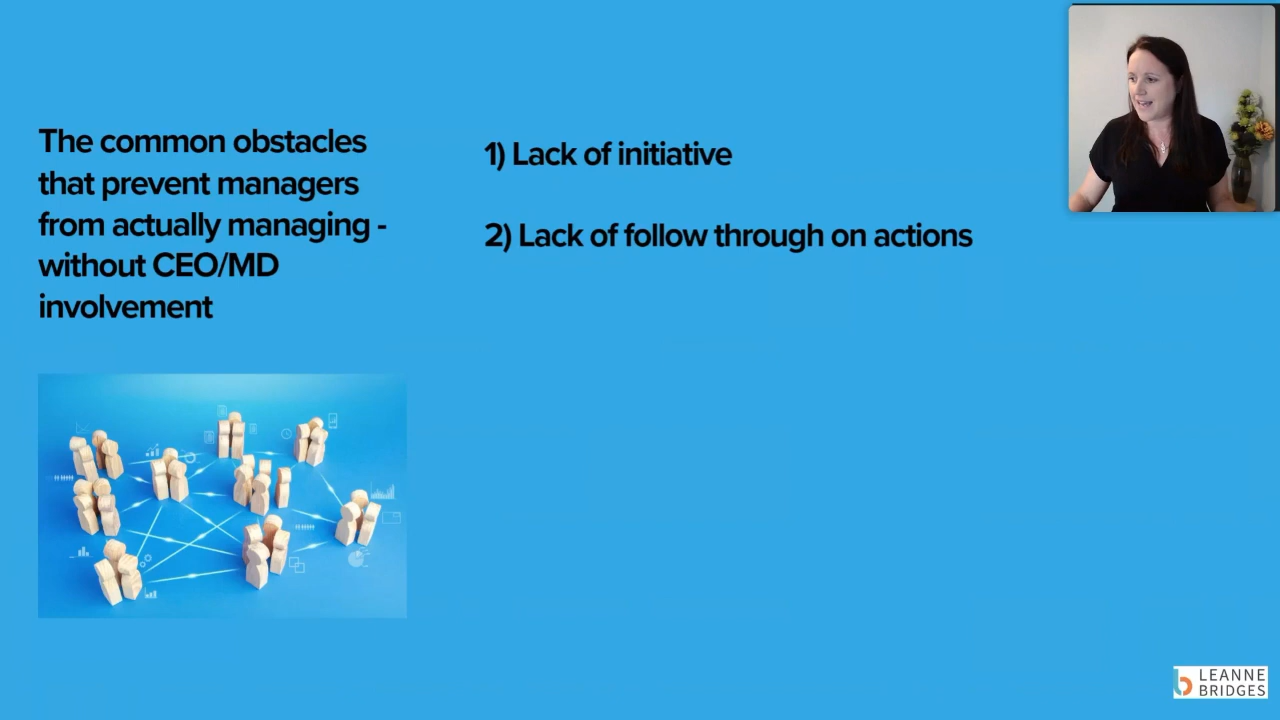 The common obstacles
that prevent managers
from actually managing -
without CEO/MD
involvement
1) Lack of initiative
2) Lack of follow through on actions
LEANNE
BRIDGES